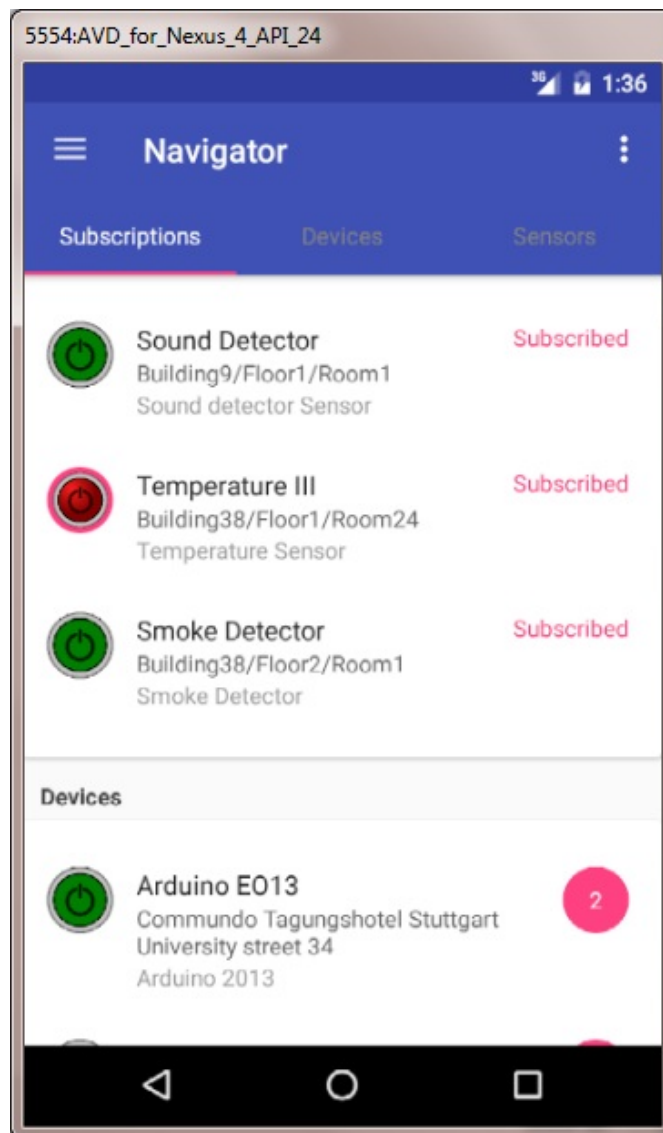 5554:AVD_for_Nexus_4_API_24
3G 1:36
Navigator
Subscriptions Devices Sensors
Sound Detector Subscribed
Building9/Floor1/Room1
Sound detector Sensor
Temperature III Subscribed
Building38/Floor1/Room24
Temperature Sensor
Smoke Detector Subscribed
Building38/Floor2/Room1
Smoke Detector
Devices
Arduino EO13 2
Commundo Tagungshotel Stuttgart
University street 34
Arduino 2013